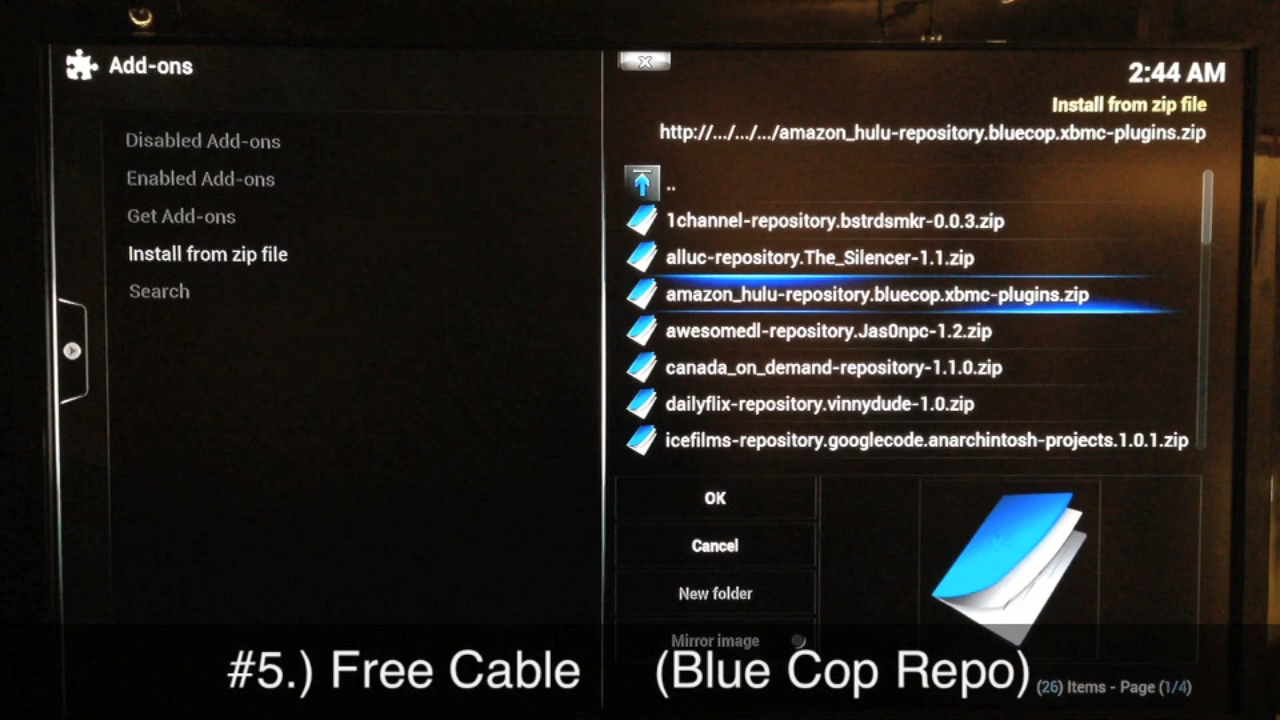 Add-ons
2:44 AM
Install from zip file
http://.../.../.../amazon_hulu-repository.bluecop.xbmc-plugins.zip
Disabled Add-ons
Enabled Add-ons
Get Add-ons
Install from zip file
Search
..
1channel-repository.bstrdsmkr-0.0.3.zip
alluc-repository.The_Silencer-1.1.zip
amazon_hulu-repository.bluecop.xbmc-plugins.zip
awesomedl-repository.Jas0npc-1.2.zip
canada_on_demand-repository-1.1.0.zip
dailyflix-repository.vinnydude-1.0.zip
icefilms-repository.googlecode.anarchintosh-projects.1.0.1.zip
OK
Cancel
New folder
Mirror image
#5.) Free Cable (Blue Cop Repo)
(26) Items - Page (1/4)